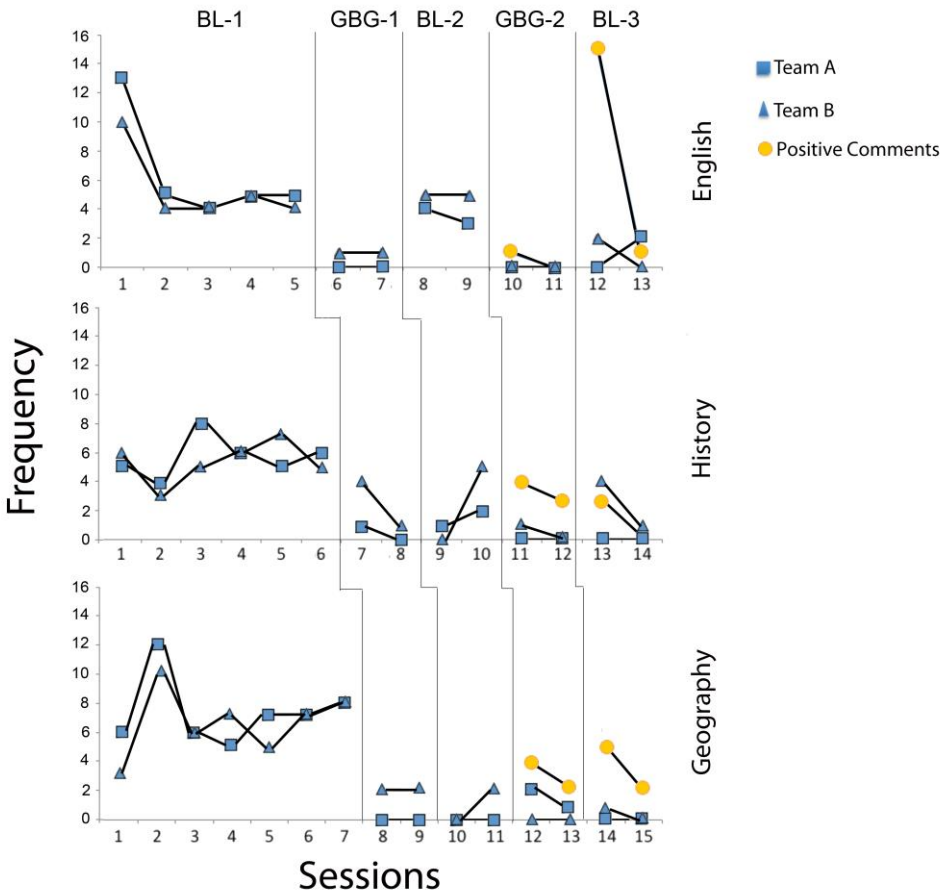 BL-1 GBG-1 BL-2 GBG-2 BL-3
16
14
12
10
8
6
4
2
0
1 2 3 4 5 6 7 8 9 10 11 12 13
English
Team A
Team B
Positive Comments
Frequency
16
14
12
10
8
6
4
2
0
1 2 3 4 5 6 7 8 9 10 11 12 13 14
History
16
14
12
10
8
6
4
2
0
1 2 3 4 5 6 7 8 9 10 11 12 13 14 15
Geography
Sessions